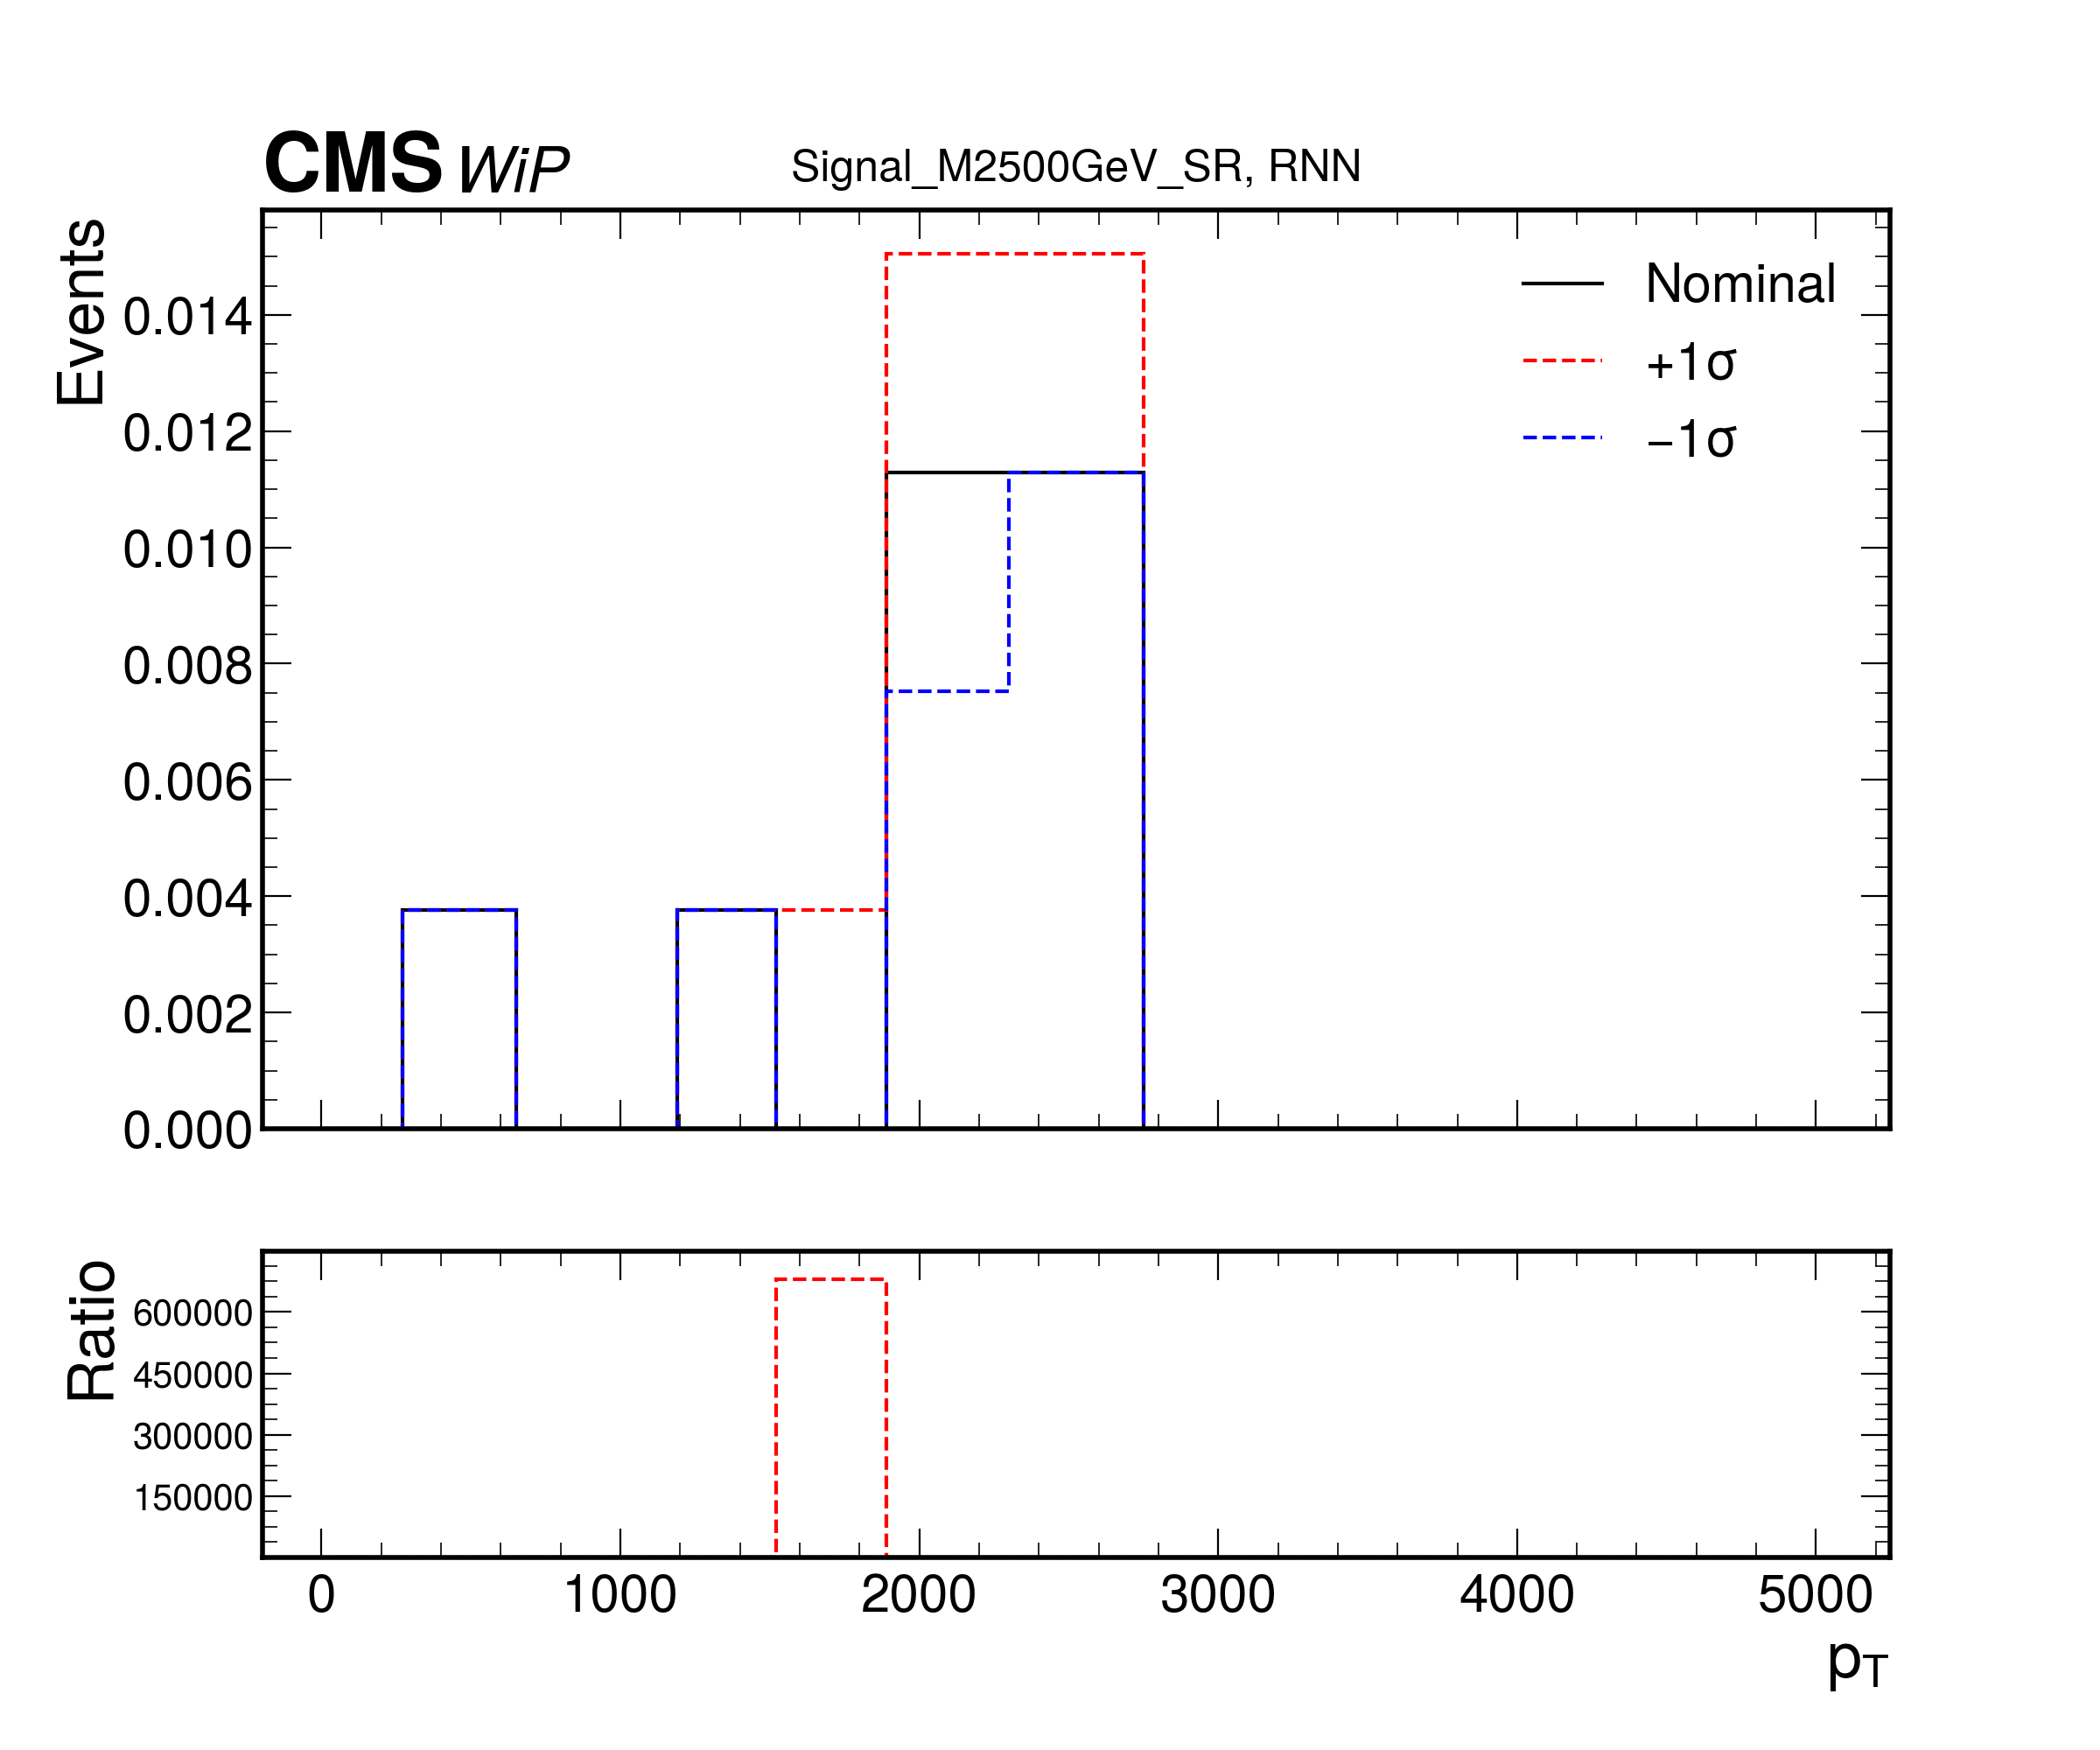 CMS WiP
Signal_M2500GeV_SR, RNN
Events
0.014
0.012
0.010
0.008
0.006
0.004
0.002
0.000
Nominal
+1σ
−1σ
Ratio
600000
450000
300000
150000
0 1000 2000 3000 4000 5000
pT